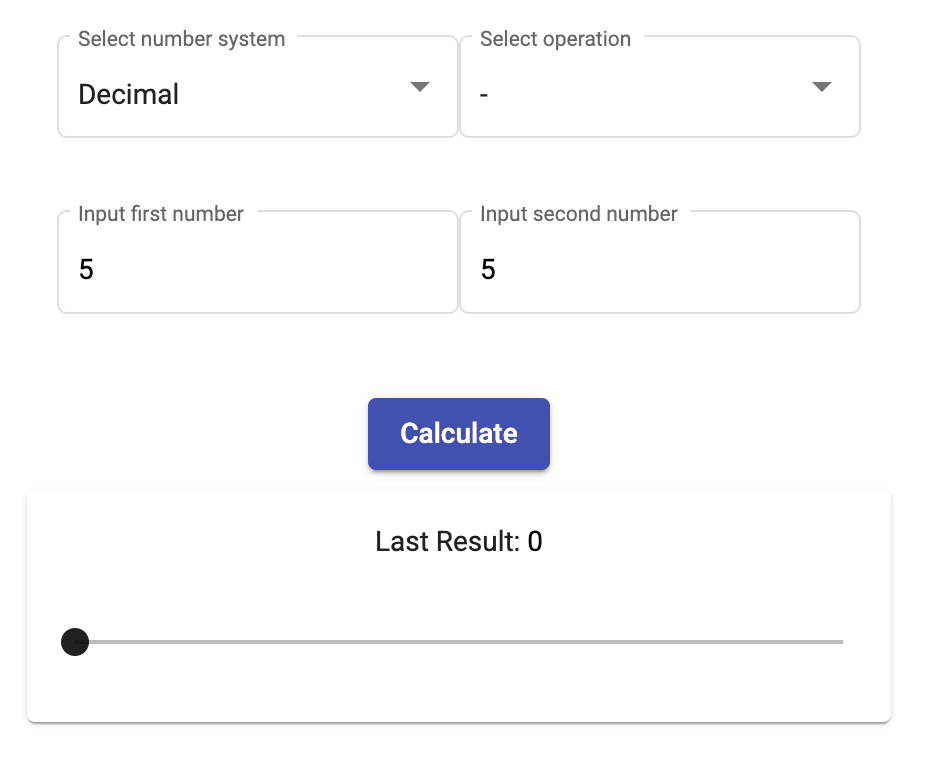 Select number system
Select operation
Decimal
-
Input first number
Input second number
5
5
Calculate
Last Result: 0